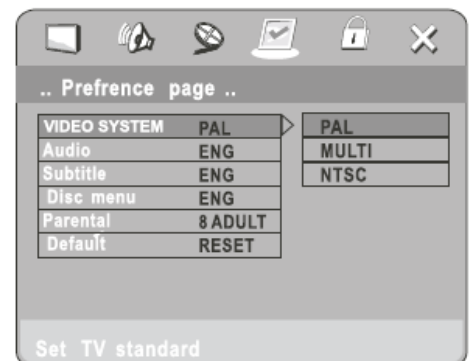 .. Prefrence page ..
VIDEO SYSTEM PAL PAL
Audio ENG MULTI
Subtitle ENG NTSC
Disc menu ENG
Parental 8 ADULT
Default RESET
Set TV standard